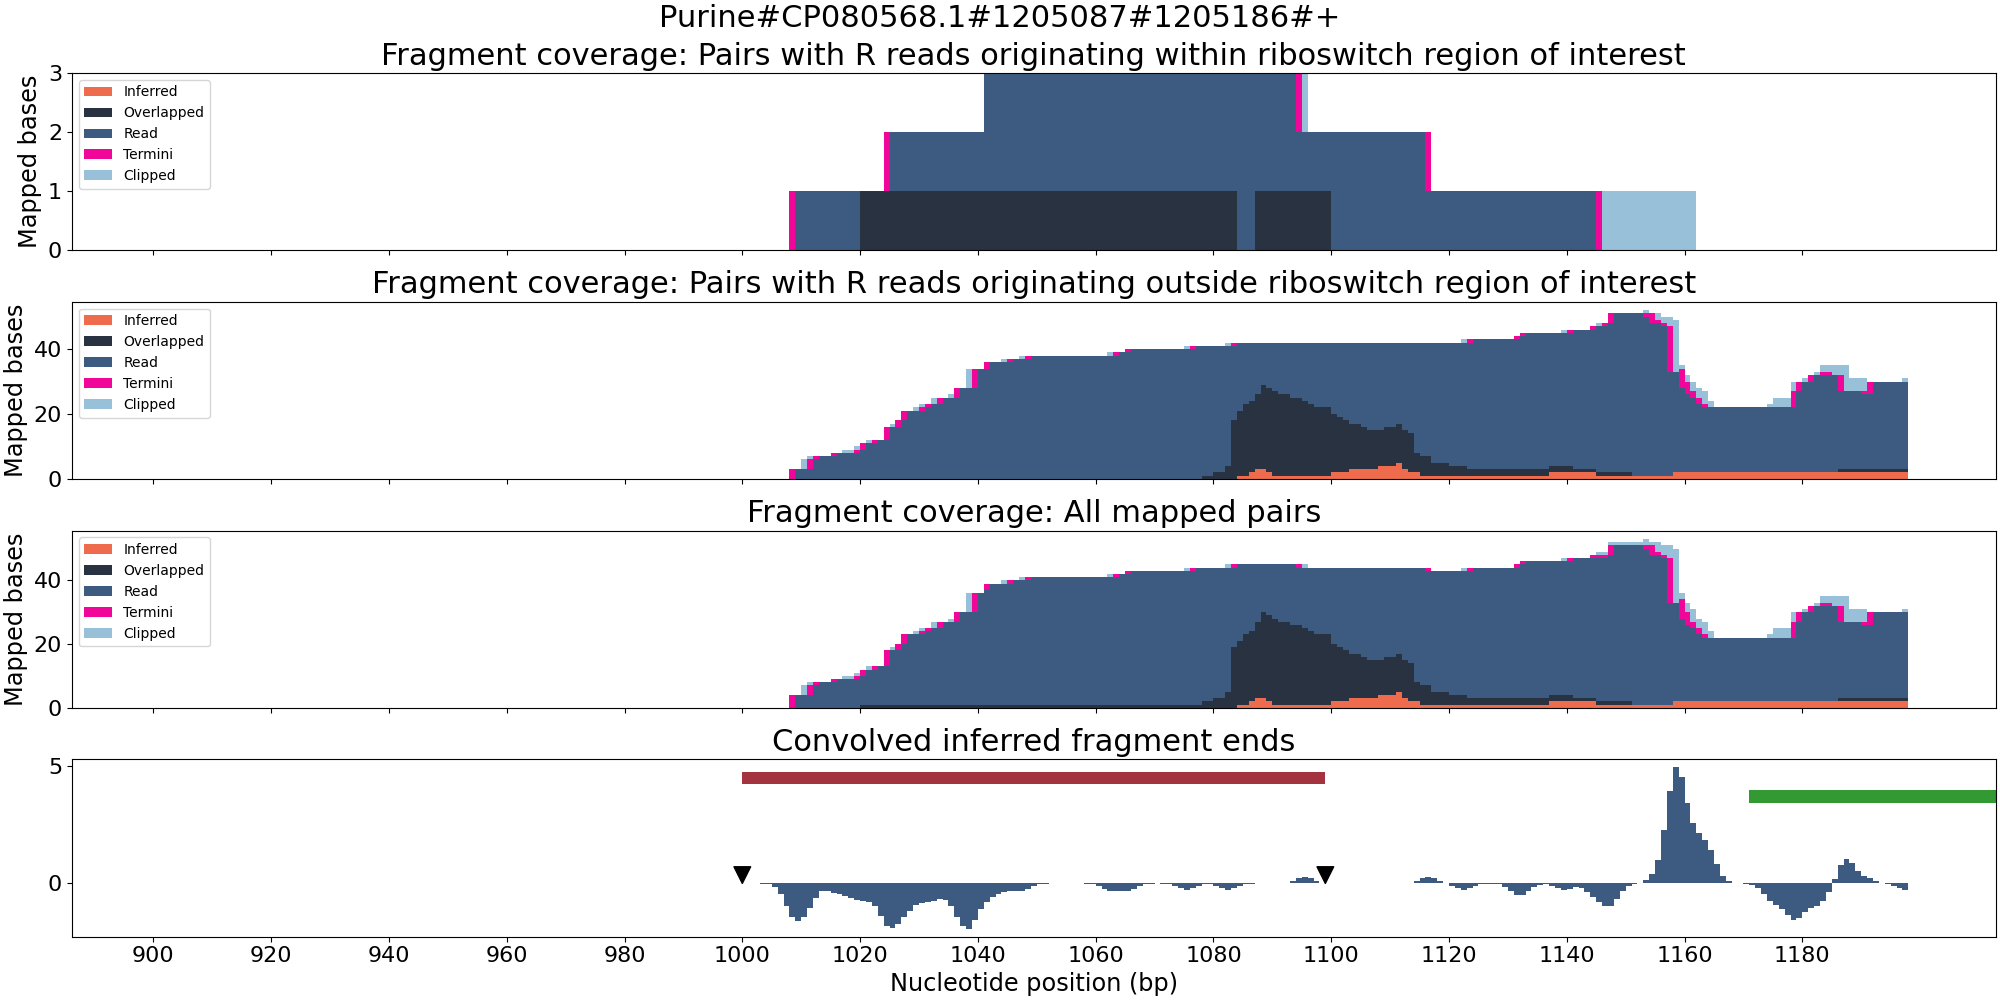 Purine#CP080568.1#1205087#1205186#+
Fragment coverage: Pairs with R reads originating within riboswitch region of interest
Mapped bases
3
2
1
0
Inferred
Overlapped
Read
Termini
Clipped
Fragment coverage: Pairs with R reads originating outside riboswitch region of interest
Mapped bases
40
20
0
Inferred
Overlapped
Read
Termini
Clipped
Fragment coverage: All mapped pairs
Mapped bases
40
20
0
Inferred
Overlapped
Read
Termini
Clipped
Convolved inferred fragment ends
5
0
900 920 940 960 980 1000 1020 1040 1060 1080 1100 1120 1140 1160 1180
Nucleotide position (bp)